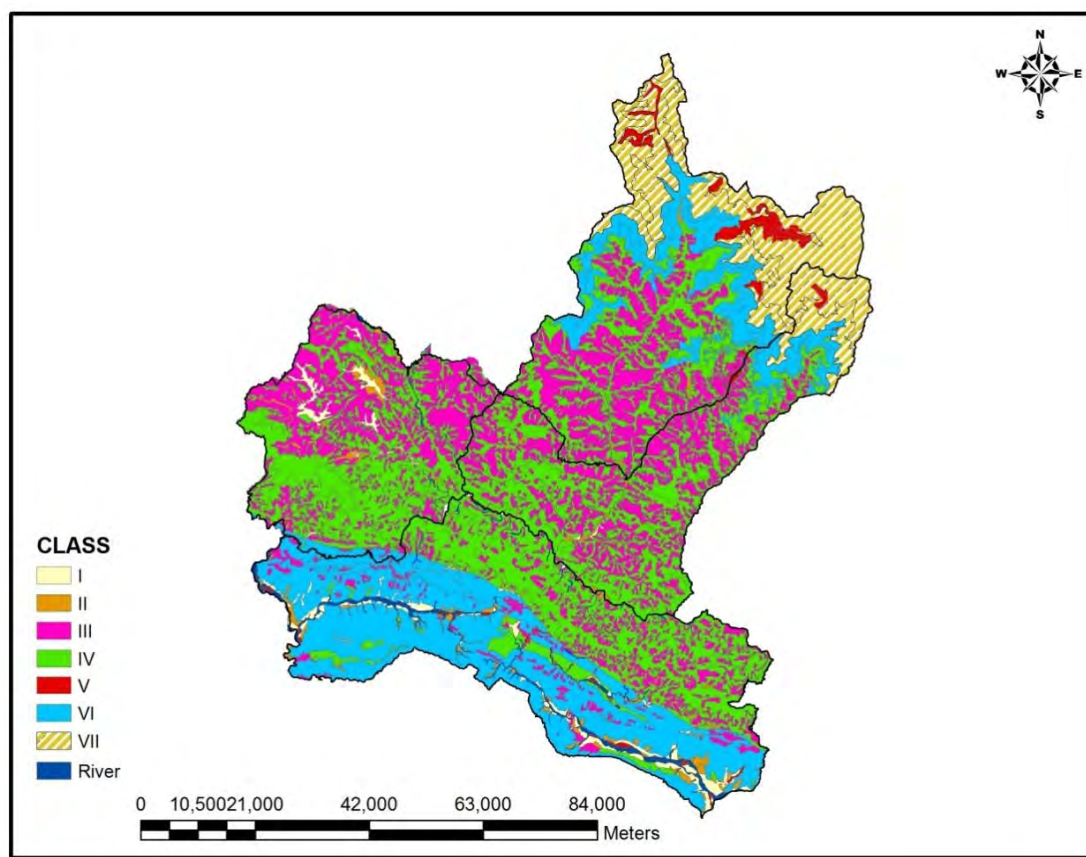 N
W E
S
CLASS
I
II
III
IV
V
VI
VII
River
0 10,50021,000 42,000 63,000 84,000
Meters